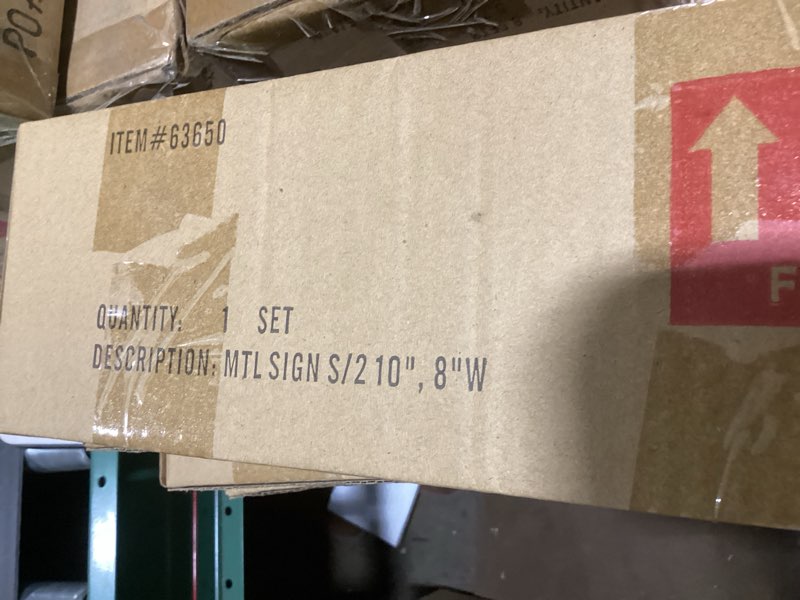 ITEM#63650
QUANTITY: 1 SET
DESCRIPTION: MTL SIGN S/2 10", 8"W